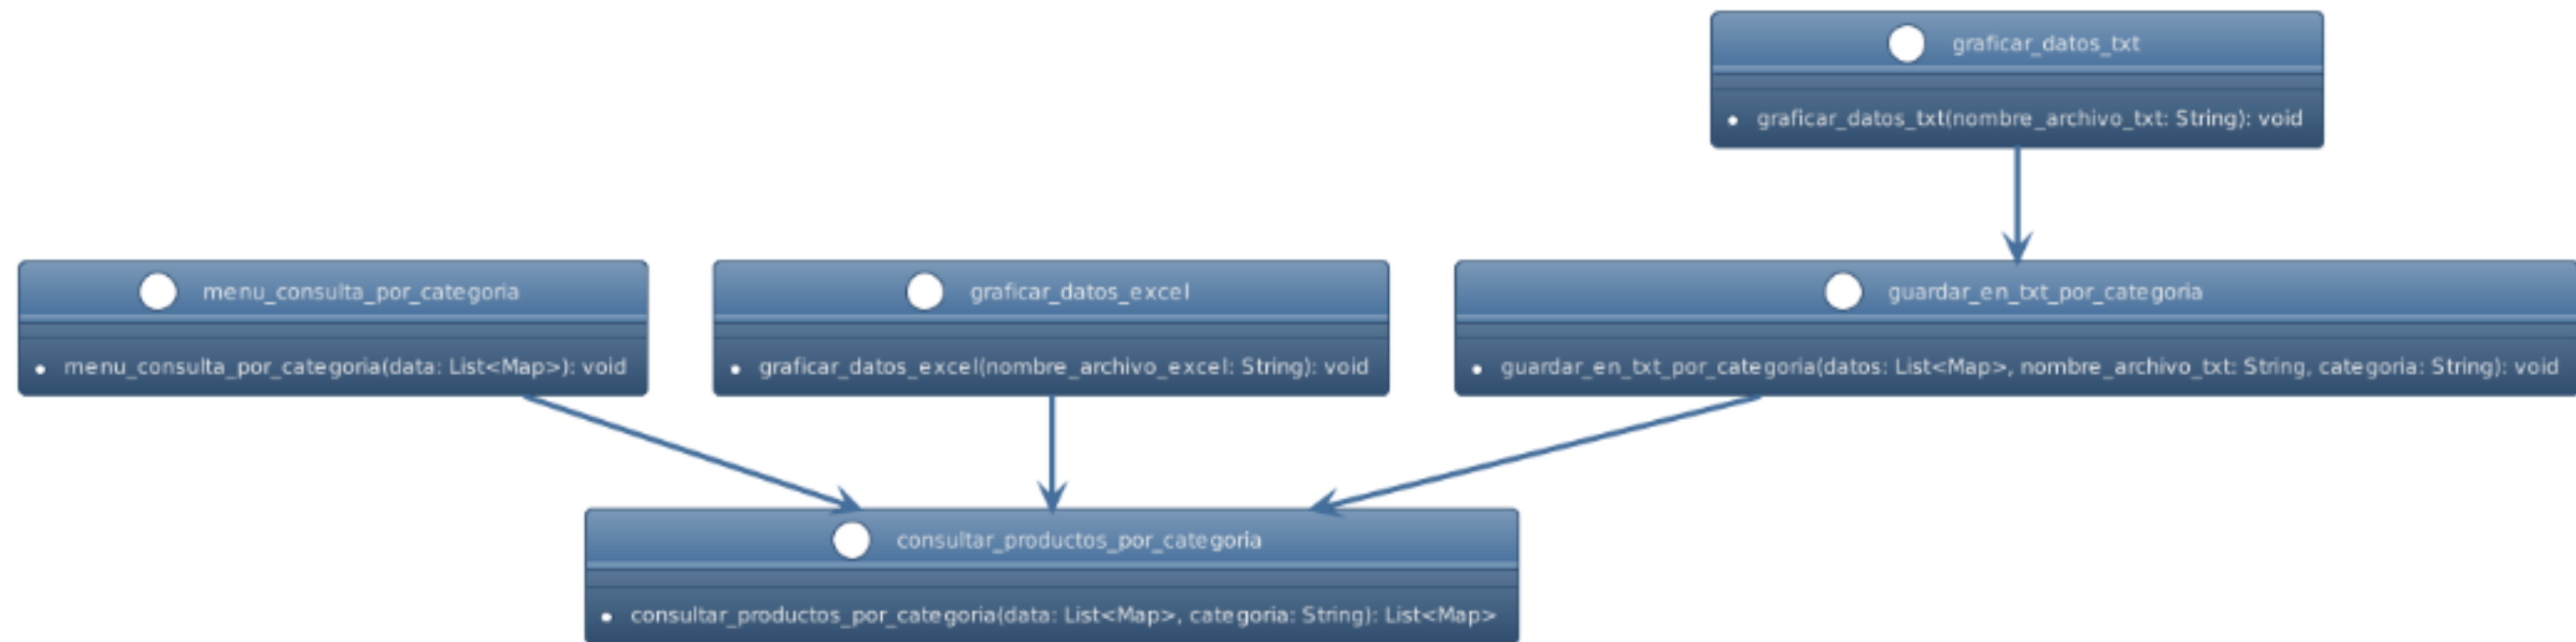 graficar_datos_txt
graficar_datos_txt(nombre_archivo_txt: String): void
menu_consulta_por_categoria
menu_consulta_por_categoria(data: List<Map>): void
graficar_datos_excel
graficar_datos_excel(nombre_archivo_excel: String): void
guardar_en_txt_por_categoria
guardar_en_txt_por_categoria(datos: List<Map>, nombre_archivo_txt: String, categoria: String): void
consultar_productos_por_categoria
consultar_productos_por_categoria(data: List<Map>, categoria: String): List<Map>